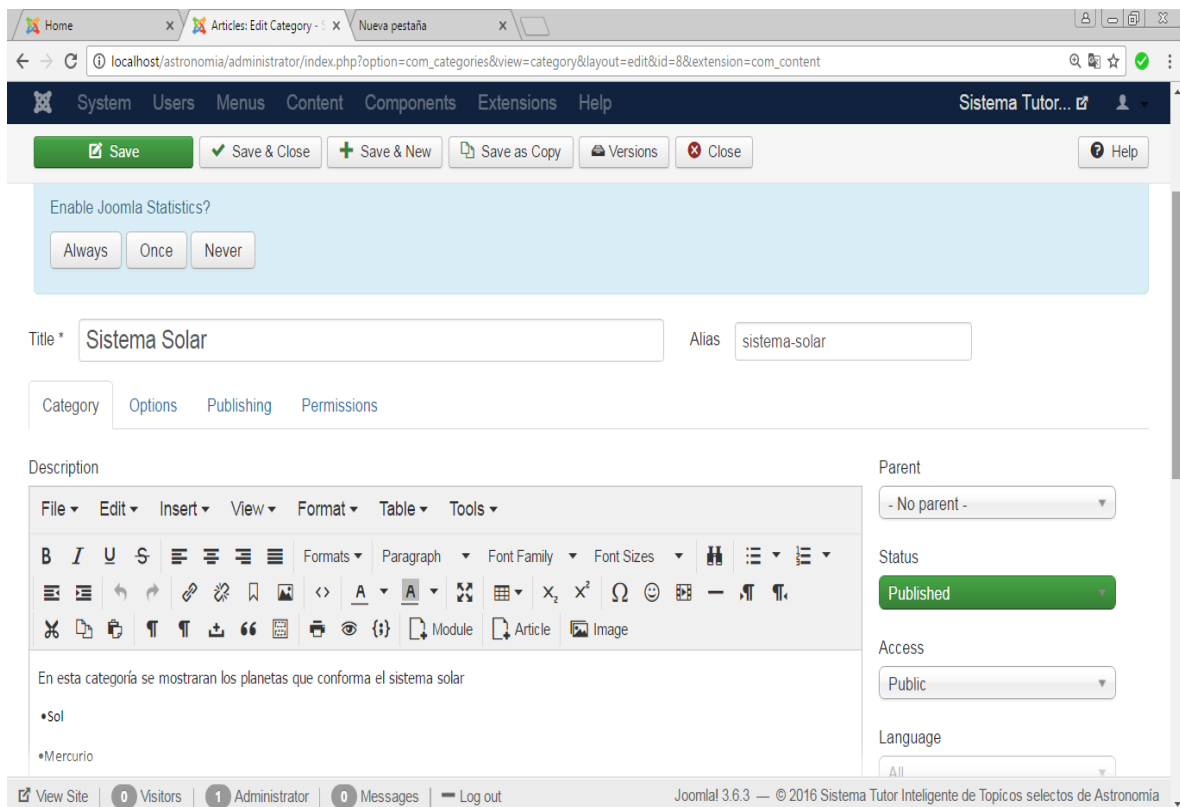 Home
Articles: Edit Category - S
Nueva pestaña
localhost/astronomia/administrator/index.php?option=com_categories&view=category&layout=edit&id=8&extension=com_content
System Users Menus Content Components Extensions Help Sistema Tutor...
Save Save & Close Save & New Save as Copy Versions Close Help
Enable Joomla Statistics?
Always Once Never
Title * Sistema Solar Alias sistema-solar
Category Options Publishing Permissions
Description
Parent
File Edit Insert View Format Table Tools
- No parent -
B I U S Formats Paragraph Font Family Font Sizes
Status
A A x₂ x² Ω
Published
Module Article Image
Access
En esta categoría se mostraran los planetas que conforma el sistema solar
Public
•Sol
Language
•Mercurio
All
View Site 0 Visitors 1 Administrator 0 Messages Log out Joomla! 3.6.3 — © 2016 Sistema Tutor Inteligente de Topicos selectos de Astronomía